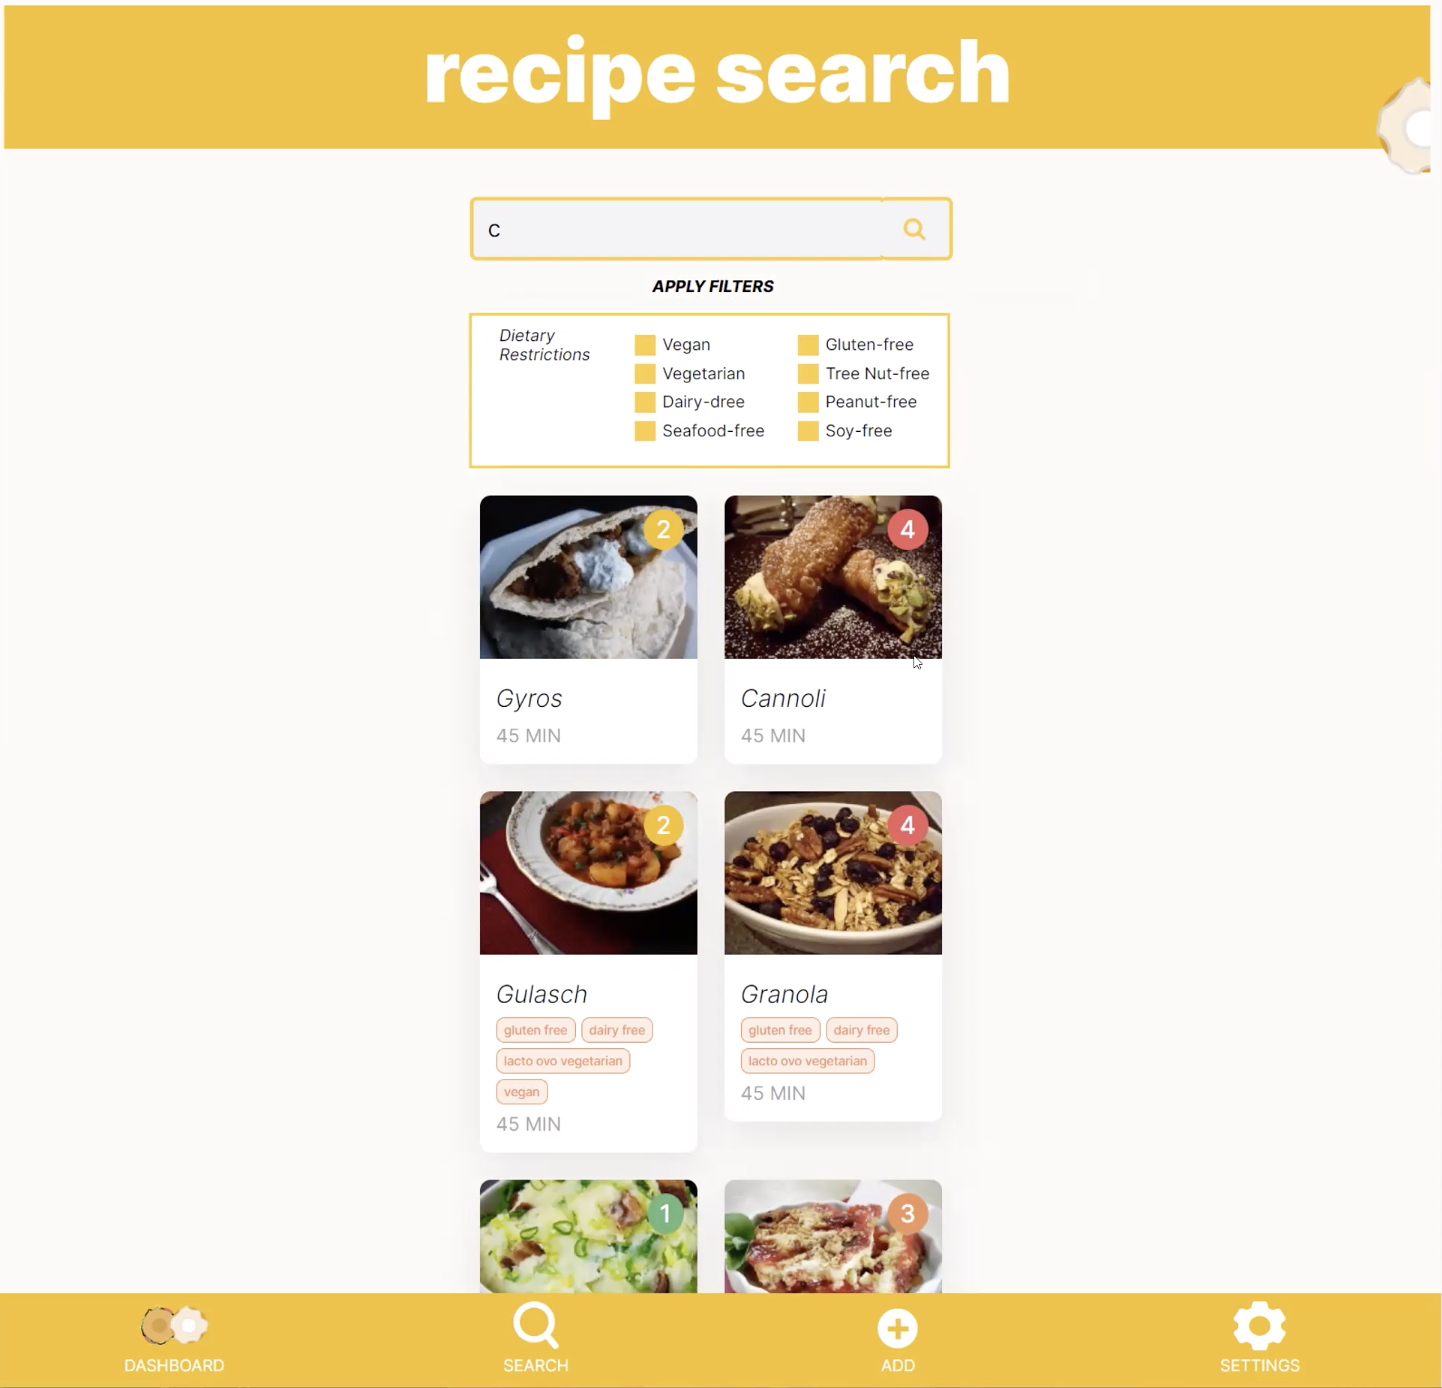 recipe search
C
APPLY FILTERS
Dietary
Restrictions
Vegan
Gluten-free
Vegetarian
Tree Nut-free
Dairy-dree
Peanut-free
Seafood-free
Soy-free
2
4
Gyros
Cannoli
45 MIN
45 MIN
2
4
Gulasch
gluten free dairy free
lacto ovo vegetarian
vegan
45 MIN
Granola
gluten free dairy free
lacto ovo vegetarian
45 MIN
1
3
DASHBOARD
SEARCH
ADD
SETTINGS